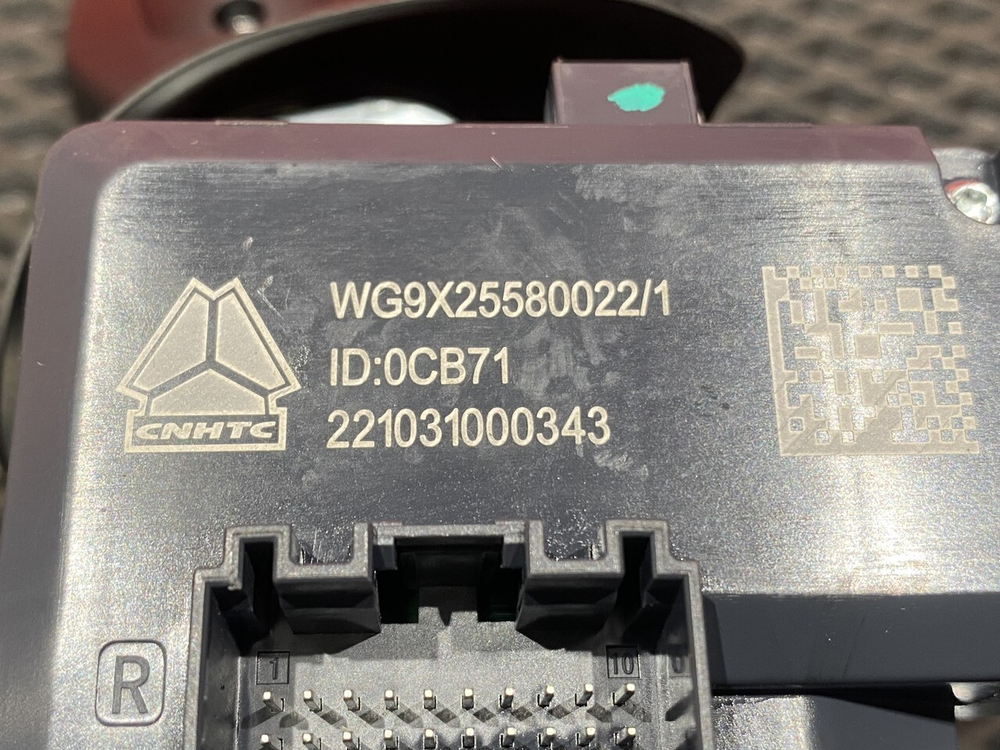 WG9X25580022/1
ID:0CB71
221031000343
CNHTC
1
10
R